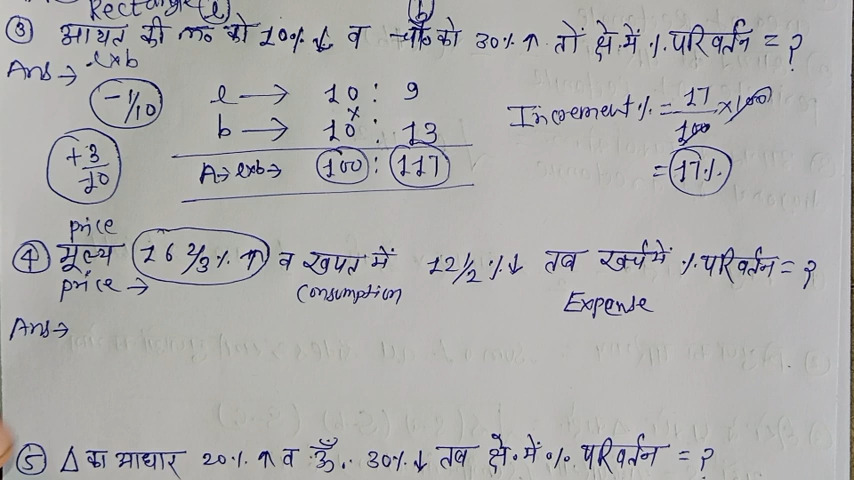 Rectangle (l) (b)
③ आयत की ल० को 10%↓ व चौ० को 30%↑ तो क्षे० में % परिवर्तन = ?
Ans → l×b
-1/10 l → 10 : 9
b → 10 : 13
+3/10 A → l×b → 100 : 117
Increment % = 17/100 × 100
= 17%
price
④ मूल्य 16 2/3 % ↑ व खपत में 12 1/2 % ↓ तब खर्च में % परिवर्तन = ?
price → Consumption Expense
Ans →
⑤ Δ का आधार 20% ↑ व ऊँ. 30% ↓ तब क्षे० में % परिवर्तन = ?